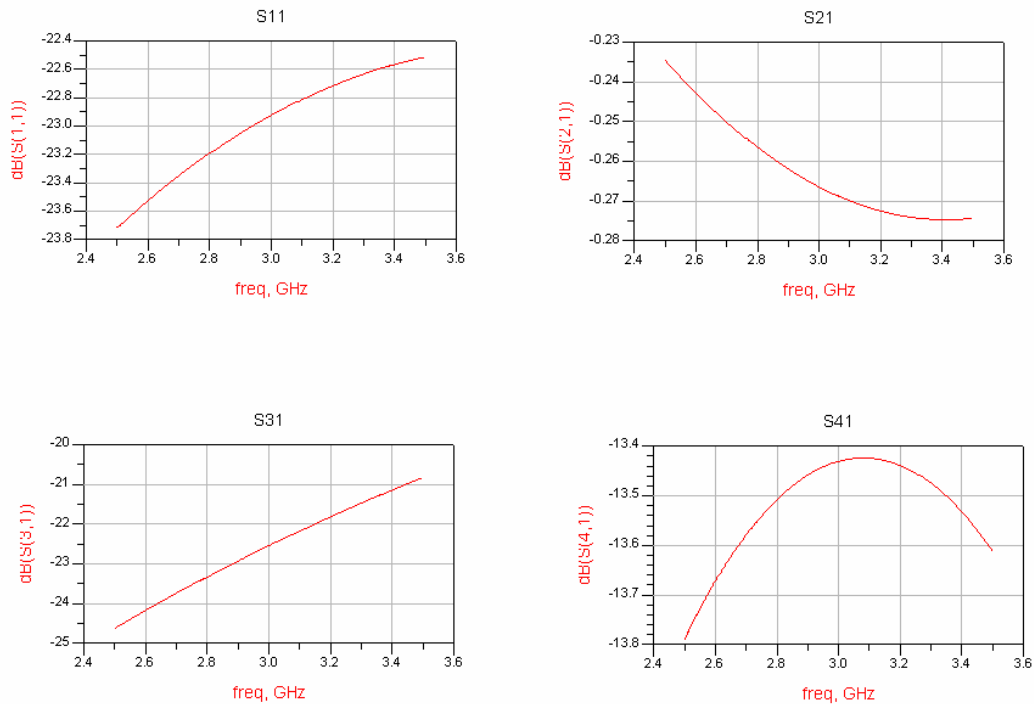 S11
-22.4
-22.6
-22.8
-23.0
-23.2
-23.4
-23.6
-23.8
2.4 2.6 2.8 3.0 3.2 3.4 3.6
freq, GHz
dB(S(1,1))
S21
-0.23
-0.24
-0.25
-0.26
-0.27
-0.28
2.4 2.6 2.8 3.0 3.2 3.4 3.6
freq, GHz
dB(S(2,1))
S31
-20
-21
-22
-23
-24
-25
2.4 2.6 2.8 3.0 3.2 3.4 3.6
freq, GHz
dB(S(3,1))
S41
-13.4
-13.5
-13.6
-13.7
-13.8
2.4 2.6 2.8 3.0 3.2 3.4 3.6
freq, GHz
dB(S(4,1))